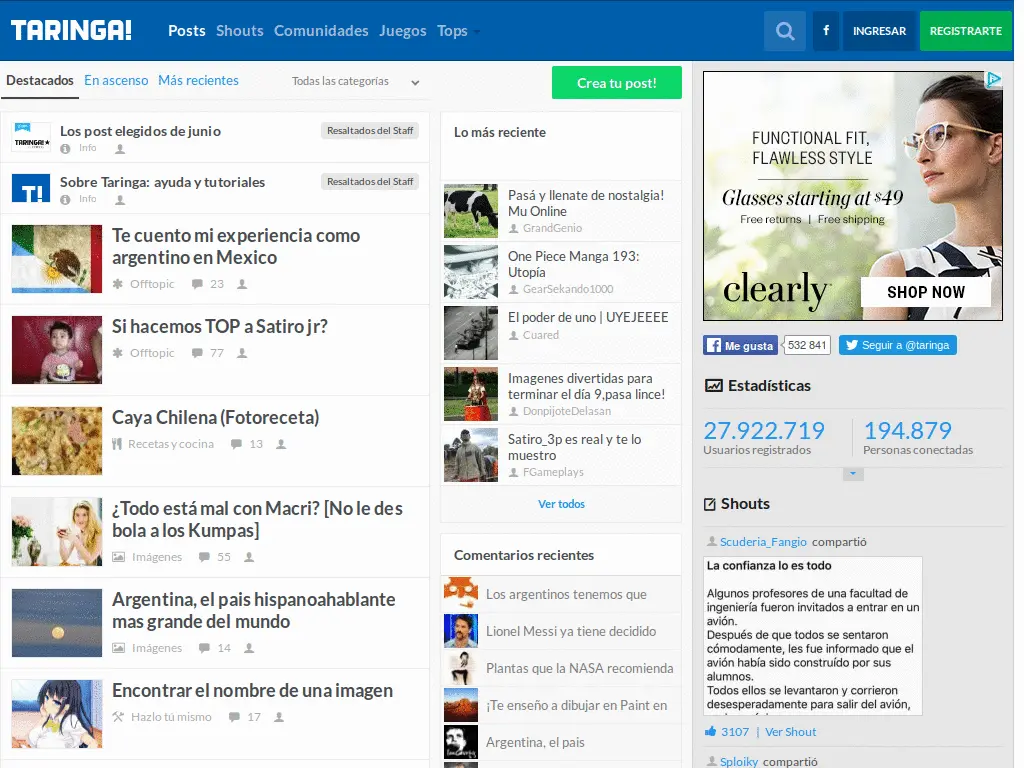 TARINGA!
Posts Shouts Comunidades Juegos Tops
f INGRESAR REGISTRARTE
Destacados En ascenso Más recientes Todas las categorías
Los post elegidos de junio
Info
Resaltados del Staff
Sobre Taringa: ayuda y tutoriales
Info
Resaltados del Staff
Te cuento mi experiencia como
argentino en Mexico
Offtopic 23
Si hacemos TOP a Satiro jr?
Offtopic 77
Caya Chilena (Fotoreceta)
Recetas y cocina 13
¿Todo está mal con Macri? [No le des
bola a los Kumpas]
Imágenes 55
Argentina, el pais hispanoahablante
mas grande del mundo
Imágenes 14
Encontrar el nombre de una imagen
Hazlo tú mismo 17
Crea tu post!
Lo más reciente
Pasá y llenate de nostalgia!
Mu Online
GrandGenio
One Piece Manga 193:
Utopía
GearSekando1000
El poder de uno | UYEJEEEE
Cuared
Imagenes divertidas para
terminar el día 9,pasa lince!
DonpijoteDelasan
Satiro_3p es real y te lo
muestro
FGameplays
Ver todos
Comentarios recientes
Los argentinos tenemos que
Lionel Messi ya tiene decidido
Plantas que la NASA recomienda
¡Te enseño a dibujar en Paint en
Argentina, el pais
FUNCTIONAL FIT,
FLAWLESS STYLE
Glasses starting at $49
Free returns | Free shipping
clearly
SHOP NOW
Me gusta 532 841 Seguir a @taringa
Estadísticas
27.922.719 194.879
Usuarios registrados Personas conectadas
Shouts
Scuderia_Fangio compartió
La confianza lo es todo
Algunos profesores de una facultad de
ingeniería fueron invitados a entrar en un
avión.
Después de que todos se sentaron
cómodamente, les fue informado que el
avión había sido construído por sus
alumnos.
Todos ellos se levantaron y corrieron
desesperadamente para salir del avión,
3107 | Ver Shout
Sploiky compartió